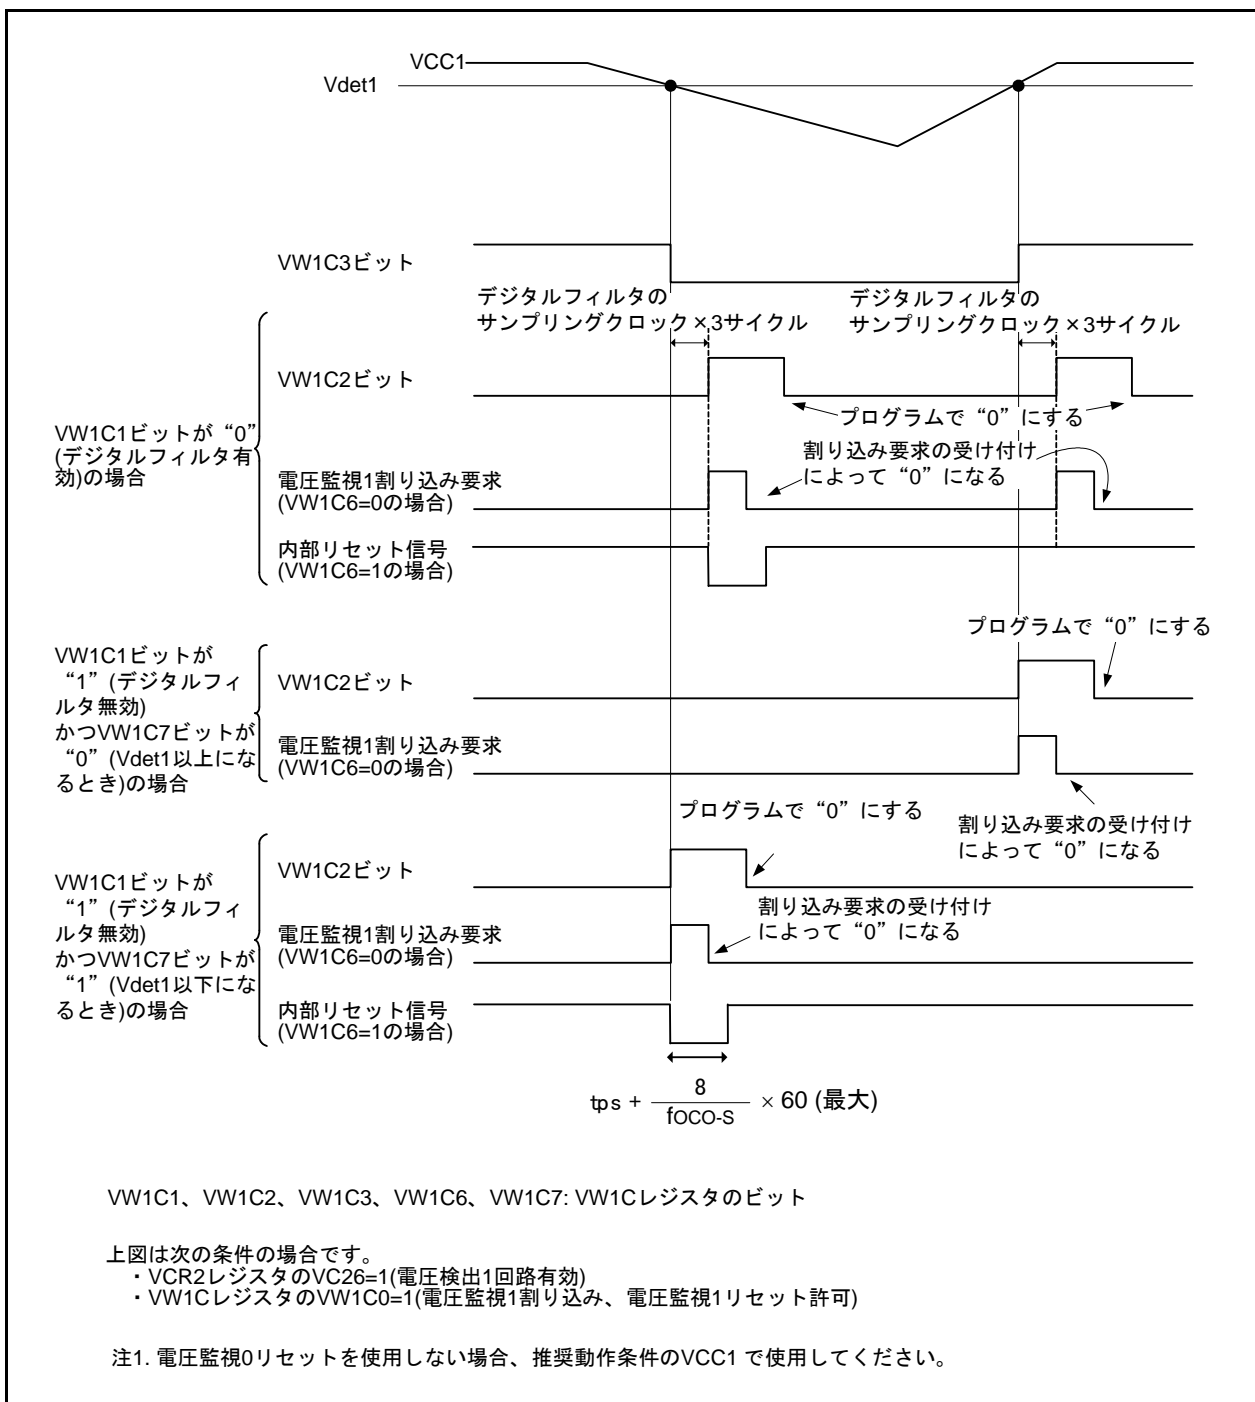 VCC1
Vdet1
VW1C3ビット
デジタルフィルタの
サンプリングクロック×3サイクル
デジタルフィルタの
サンプリングクロック×3サイクル
VW1C1ビットが“0”
(デジタルフィルタ有
効)の場合
VW1C2ビット
プログラムで“0”にする
割り込み要求の受け付け
によって“0”になる
電圧監視1割り込み要求
(VW1C6=0の場合)
内部リセット信号
(VW1C6=1の場合)
プログラムで“0”にする
VW1C1ビットが
“1”(デジタルフィ
ルタ無効)
かつVW1C7ビットが
“0”(Vdet1以上にな
るとき)の場合
VW1C2ビット
電圧監視1割り込み要求
(VW1C6=0の場合)
割り込み要求の受け付け
によって“0”になる
プログラムで“0”にする
VW1C1ビットが
“1”(デジタルフィ
ルタ無効)
かつVW1C7ビットが
“1”(Vdet1以下にな
るとき)の場合
VW1C2ビット
割り込み要求の受け付け
によって“0”になる
電圧監視1割り込み要求
(VW1C6=0の場合)
内部リセット信号
(VW1C6=1の場合)
tps + 8 / fOCO-S × 60 (最大)
VW1C1、VW1C2、VW1C3、VW1C6、VW1C7: VW1Cレジスタのビット
上図は次の条件の場合です。
・VCR2レジスタのVC26=1(電圧検出1回路有効)
・VW1CレジスタのVW1C0=1(電圧監視1割り込み、電圧監視1リセット許可)
注1. 電圧監視0リセットを使用しない場合、推奨動作条件のVCC1 で使用してください。